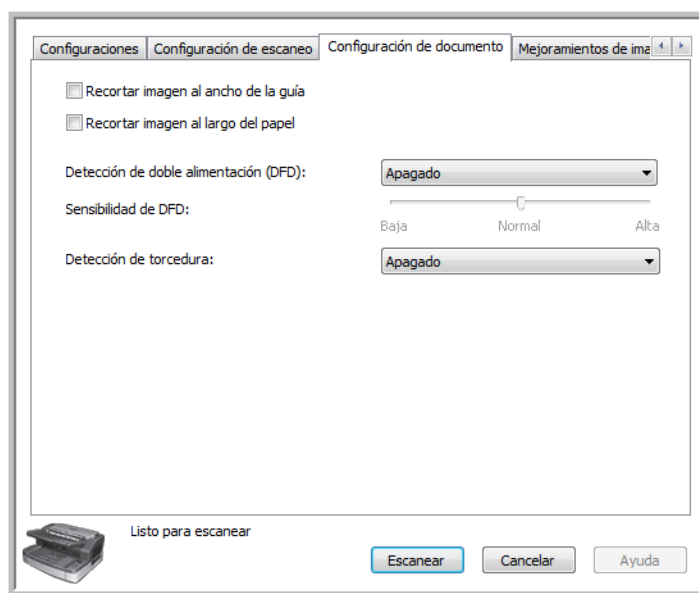 Configuraciones Configuración de escaneo Configuración de documento Mejoramientos de ima
Recortar imagen al ancho de la guía
Recortar imagen al largo del papel
Detección de doble alimentación (DFD): Apagado
Sensibilidad de DFD:
Baja Normal Alta
Detección de torcedura: Apagado
Listo para escanear
Escanear Cancelar Ayuda